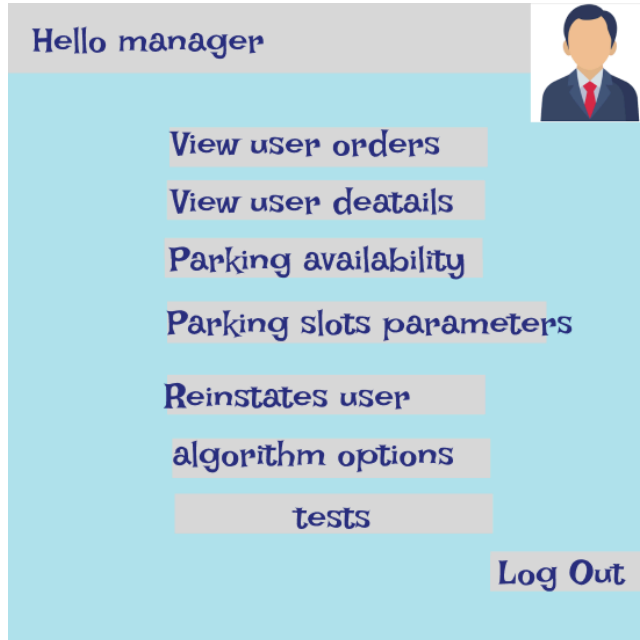 Hello manager
View user orders
View user deatails
Parking availability
Parking slots parameters
Reinstates user
algorithm options
tests
Log Out